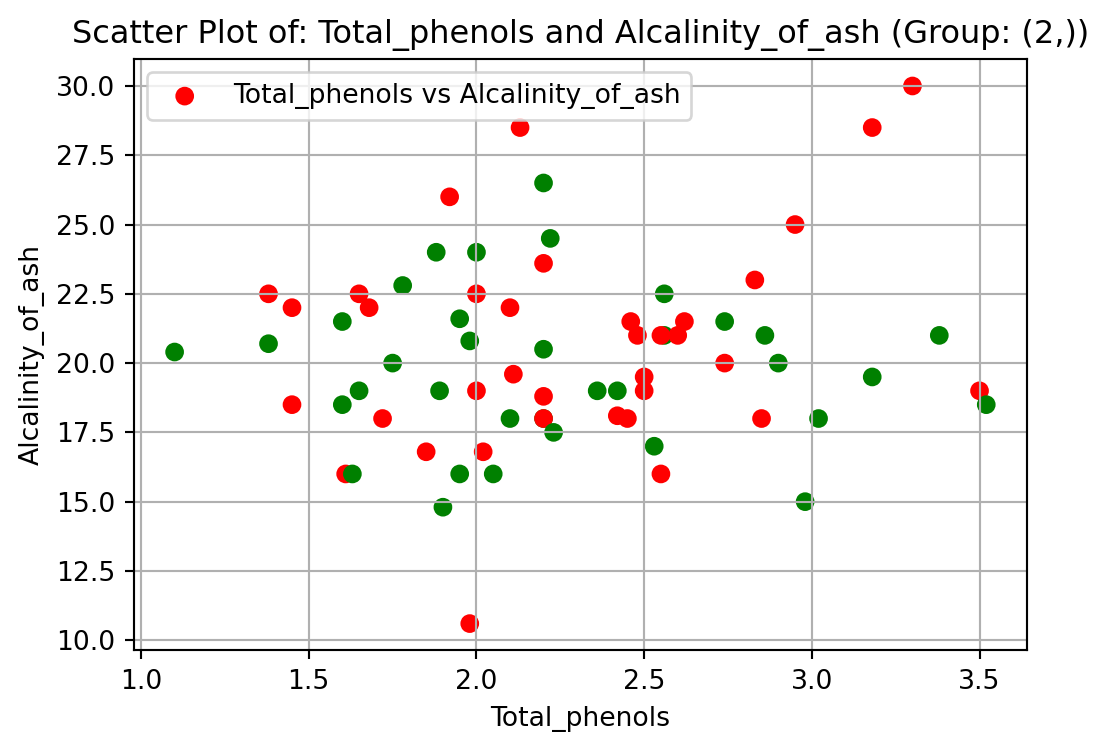 Scatter Plot of: Total_phenols and Alcalinity_of_ash (Group: (2,))
Total_phenols vs Alcalinity_of_ash
30.0
27.5
25.0
22.5
20.0
17.5
15.0
12.5
10.0
Alcalinity_of_ash
1.0 1.5 2.0 2.5 3.0 3.5
Total_phenols